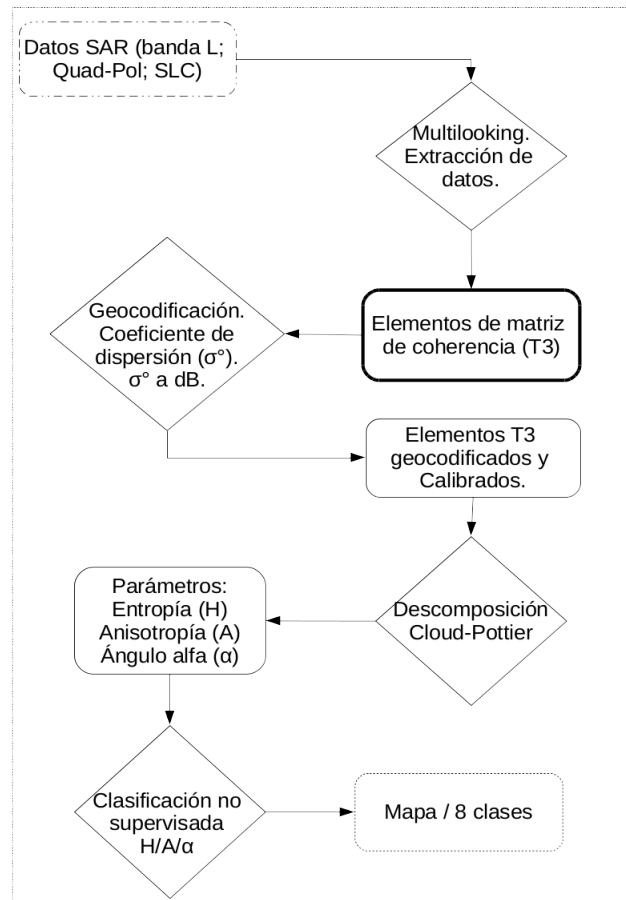 Datos SAR (banda L;
Quad-Pol; SLC)
Multilooking.
Extracción de
datos.
Elementos de matriz
de coherencia (T3)
Geocodificación.
Coeficiente de
dispersión (σ°).
σ° a dB.
Elementos T3
geocodificados y
Calibrados.
Descomposición
Cloud-Pottier
Parámetros:
Entropía (H)
Anisotropía (A)
Ángulo alfa (α)
Clasificación no
supervisada
H/A/α
Mapa / 8 clases